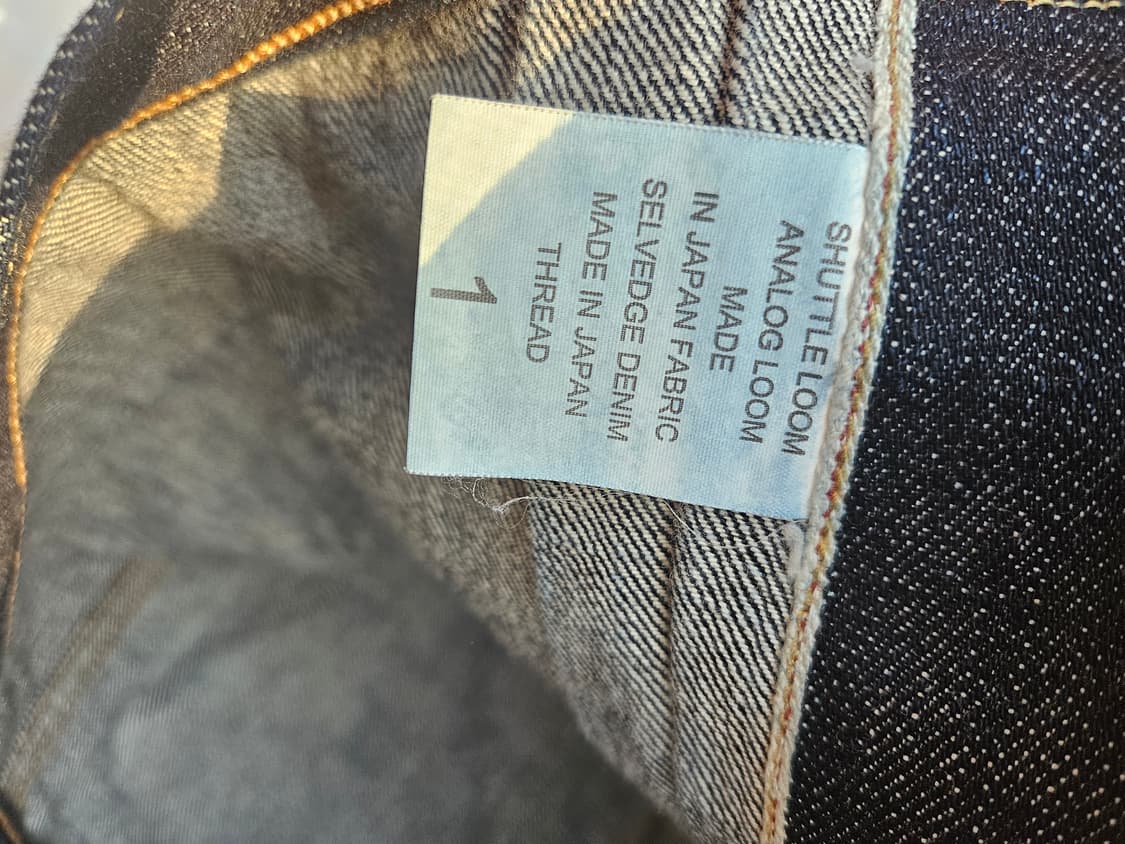 SHUTTLE LOOM
ANALOG LOOM
MADE
IN JAPAN FABRIC
SELVEDGE DENIM
MADE IN JAPAN
THREAD
1